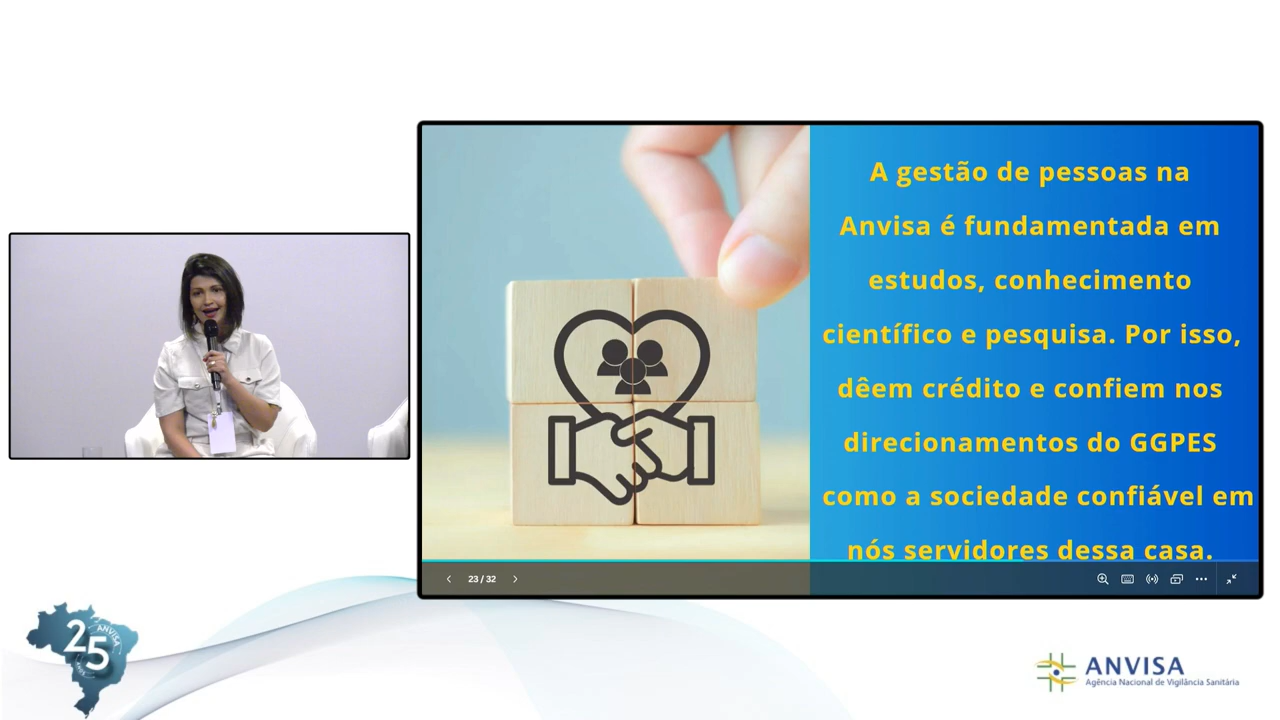 A gestão de pessoas na
Anvisa é fundamentada em
estudos, conhecimento
científico e pesquisa. Por isso,
dêem crédito e confiem nos
direcionamentos do GGPES
como a sociedade confiável em
nós servidores dessa casa.
23 / 32
25
ANVISA
ANOS
ANVISA
Agência Nacional de Vigilância Sanitária